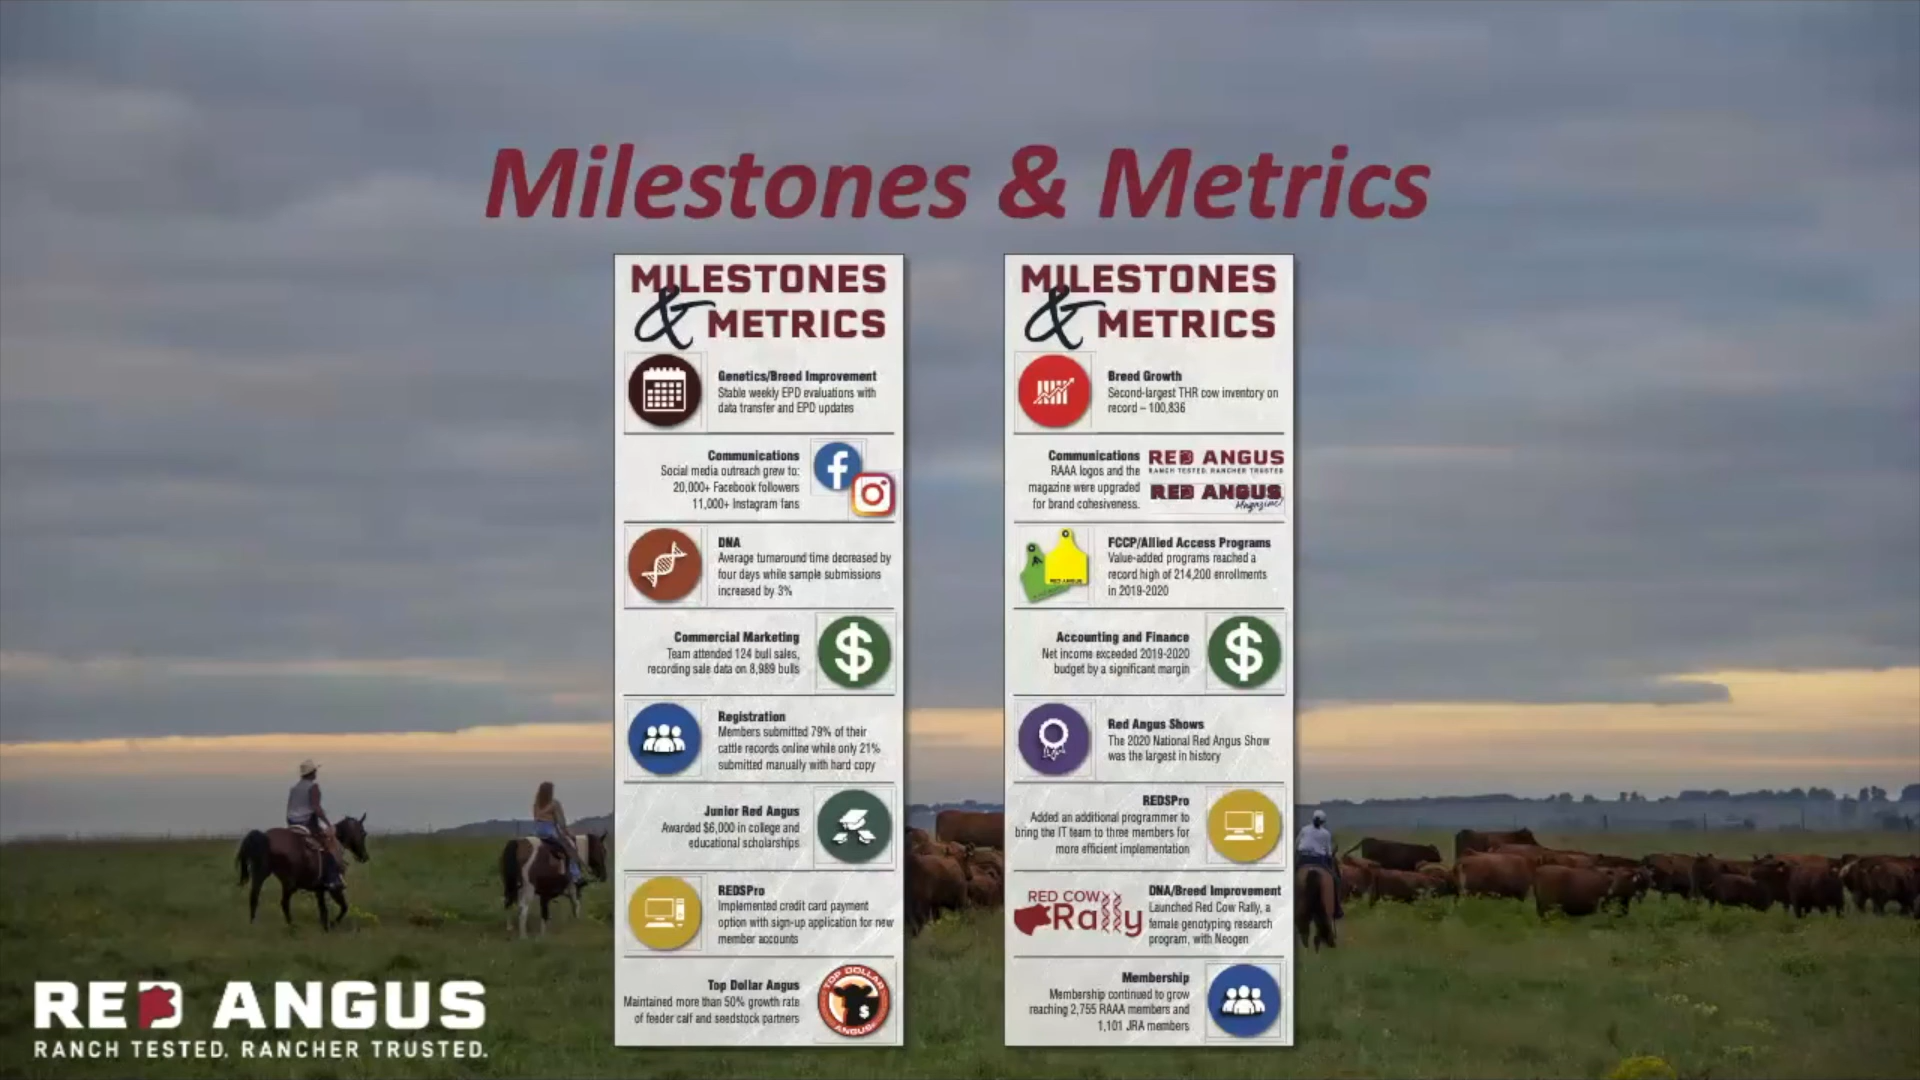 Milestones & Metrics
MILESTONES
& METRICS
Genetics/Breed Improvement
Stable weekly EPD evaluations with
data transfer and EPD updates
Communications
Social media outreach grew to:
20,000+ Facebook followers
11,000+ Instagram fans
DNA
Average turnaround time decreased by
four days while sample submissions
increased by 3%
Commercial Marketing
Team attended 124 bull sales,
recording sale data on 8,989 bulls
Registration
Members submitted 79% of their
cattle records online while only 21%
submitted manually with hard copy
Junior Red Angus
Awarded $6,000 in college and
educational scholarships
REDSPro
Implemented credit card payment
option with sign-up application for new
member accounts
Top Dollar Angus
Maintained more than 50% growth rate
of feeder calf and seedstock partners
TOP DOLLAR
$
ANGUS
MILESTONES
& METRICS
Breed Growth
Second-largest THR cow inventory on
record – 100,836
Communications
RAAA logos and the
magazine were upgraded
for brand cohesiveness.
RED ANGUS
RANCH TESTED. RANCHER TRUSTED
RED ANGUS
Magazine
RED ANGUS
FCCP/Allied Access Programs
Value-added programs reached a
record high of 214,200 enrollments
in 2019-2020
Accounting and Finance
Net income exceeded 2019-2020
budget by a significant margin
$
Red Angus Shows
The 2020 National Red Angus Show
was the largest in history
REDSPro
Added an additional programmer to
bring the IT team to three members for
more efficient implementation
RED COW
Rally
DNA/Breed Improvement
Launched Red Cow Rally, a
female genotyping research
program, with Neogen
Membership
Membership continued to grow
reaching 2,755 RAAA members and
1,101 JRA members
RED ANGUS
RANCH TESTED. RANCHER TRUSTED.